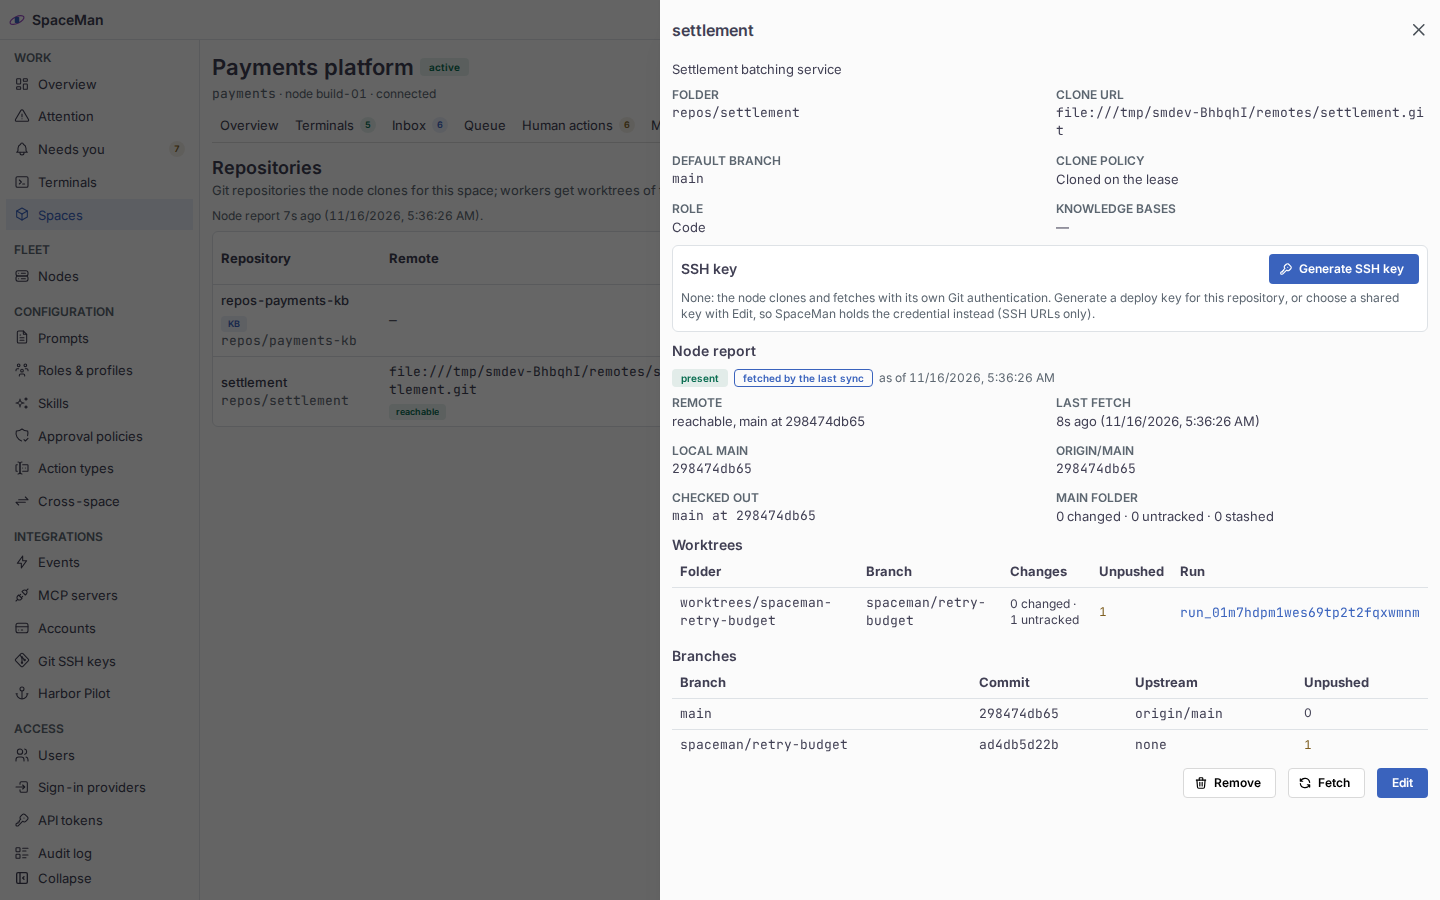 SpaceMan
WORK
Overview
Attention
Needs you 7
Terminals
Spaces
FLEET
Nodes
CONFIGURATION
Prompts
Roles & profiles
Skills
Approval policies
Action types
Cross-space
INTEGRATIONS
Events
MCP servers
Accounts
Git SSH keys
Harbor Pilot
ACCESS
Users
Sign-in providers
API tokens
Audit log
Collapse
Payments platform active
payments · node build-01 · connected
Overview Terminals 5 Inbox 6 Queue Human actions 6 M
Repositories
Git repositories the node clones for this space; workers get worktrees of
Node report 7s ago (11/16/2026, 5:36:26 AM).
Repository Remote
repos-payments-kb
KB
repos/payments-kb
—
settlement
repos/settlement
file:///tmp/smdev-BhbqhI/remotes/s
tlement.git
reachable
settlement
Settlement batching service
FOLDER
repos/settlement
CLONE URL
file:///tmp/smdev-BhbqhI/remotes/settlement.gi
t
DEFAULT BRANCH
main
CLONE POLICY
Cloned on the lease
ROLE
Code
KNOWLEDGE BASES
—
SSH key
Generate SSH key
None: the node clones and fetches with its own Git authentication. Generate a deploy key for this repository, or choose a shared
key with Edit, so SpaceMan holds the credential instead (SSH URLs only).
Node report
present fetched by the last sync as of 11/16/2026, 5:36:26 AM
REMOTE
reachable, main at 298474db65
LAST FETCH
8s ago (11/16/2026, 5:36:26 AM)
LOCAL MAIN
298474db65
ORIGIN/MAIN
298474db65
CHECKED OUT
main at 298474db65
MAIN FOLDER
0 changed · 0 untracked · 0 stashed
Worktrees
Folder Branch Changes Unpushed Run
worktrees/spaceman-
retry-budget
spaceman/retry-
budget
0 changed ·
1 untracked
1
run_01m7hdpm1wes69tp2t2fqxwmnm
Branches
Branch Commit Upstream Unpushed
main 298474db65 origin/main 0
spaceman/retry-budget ad4db5d22b none 1
Remove Fetch Edit